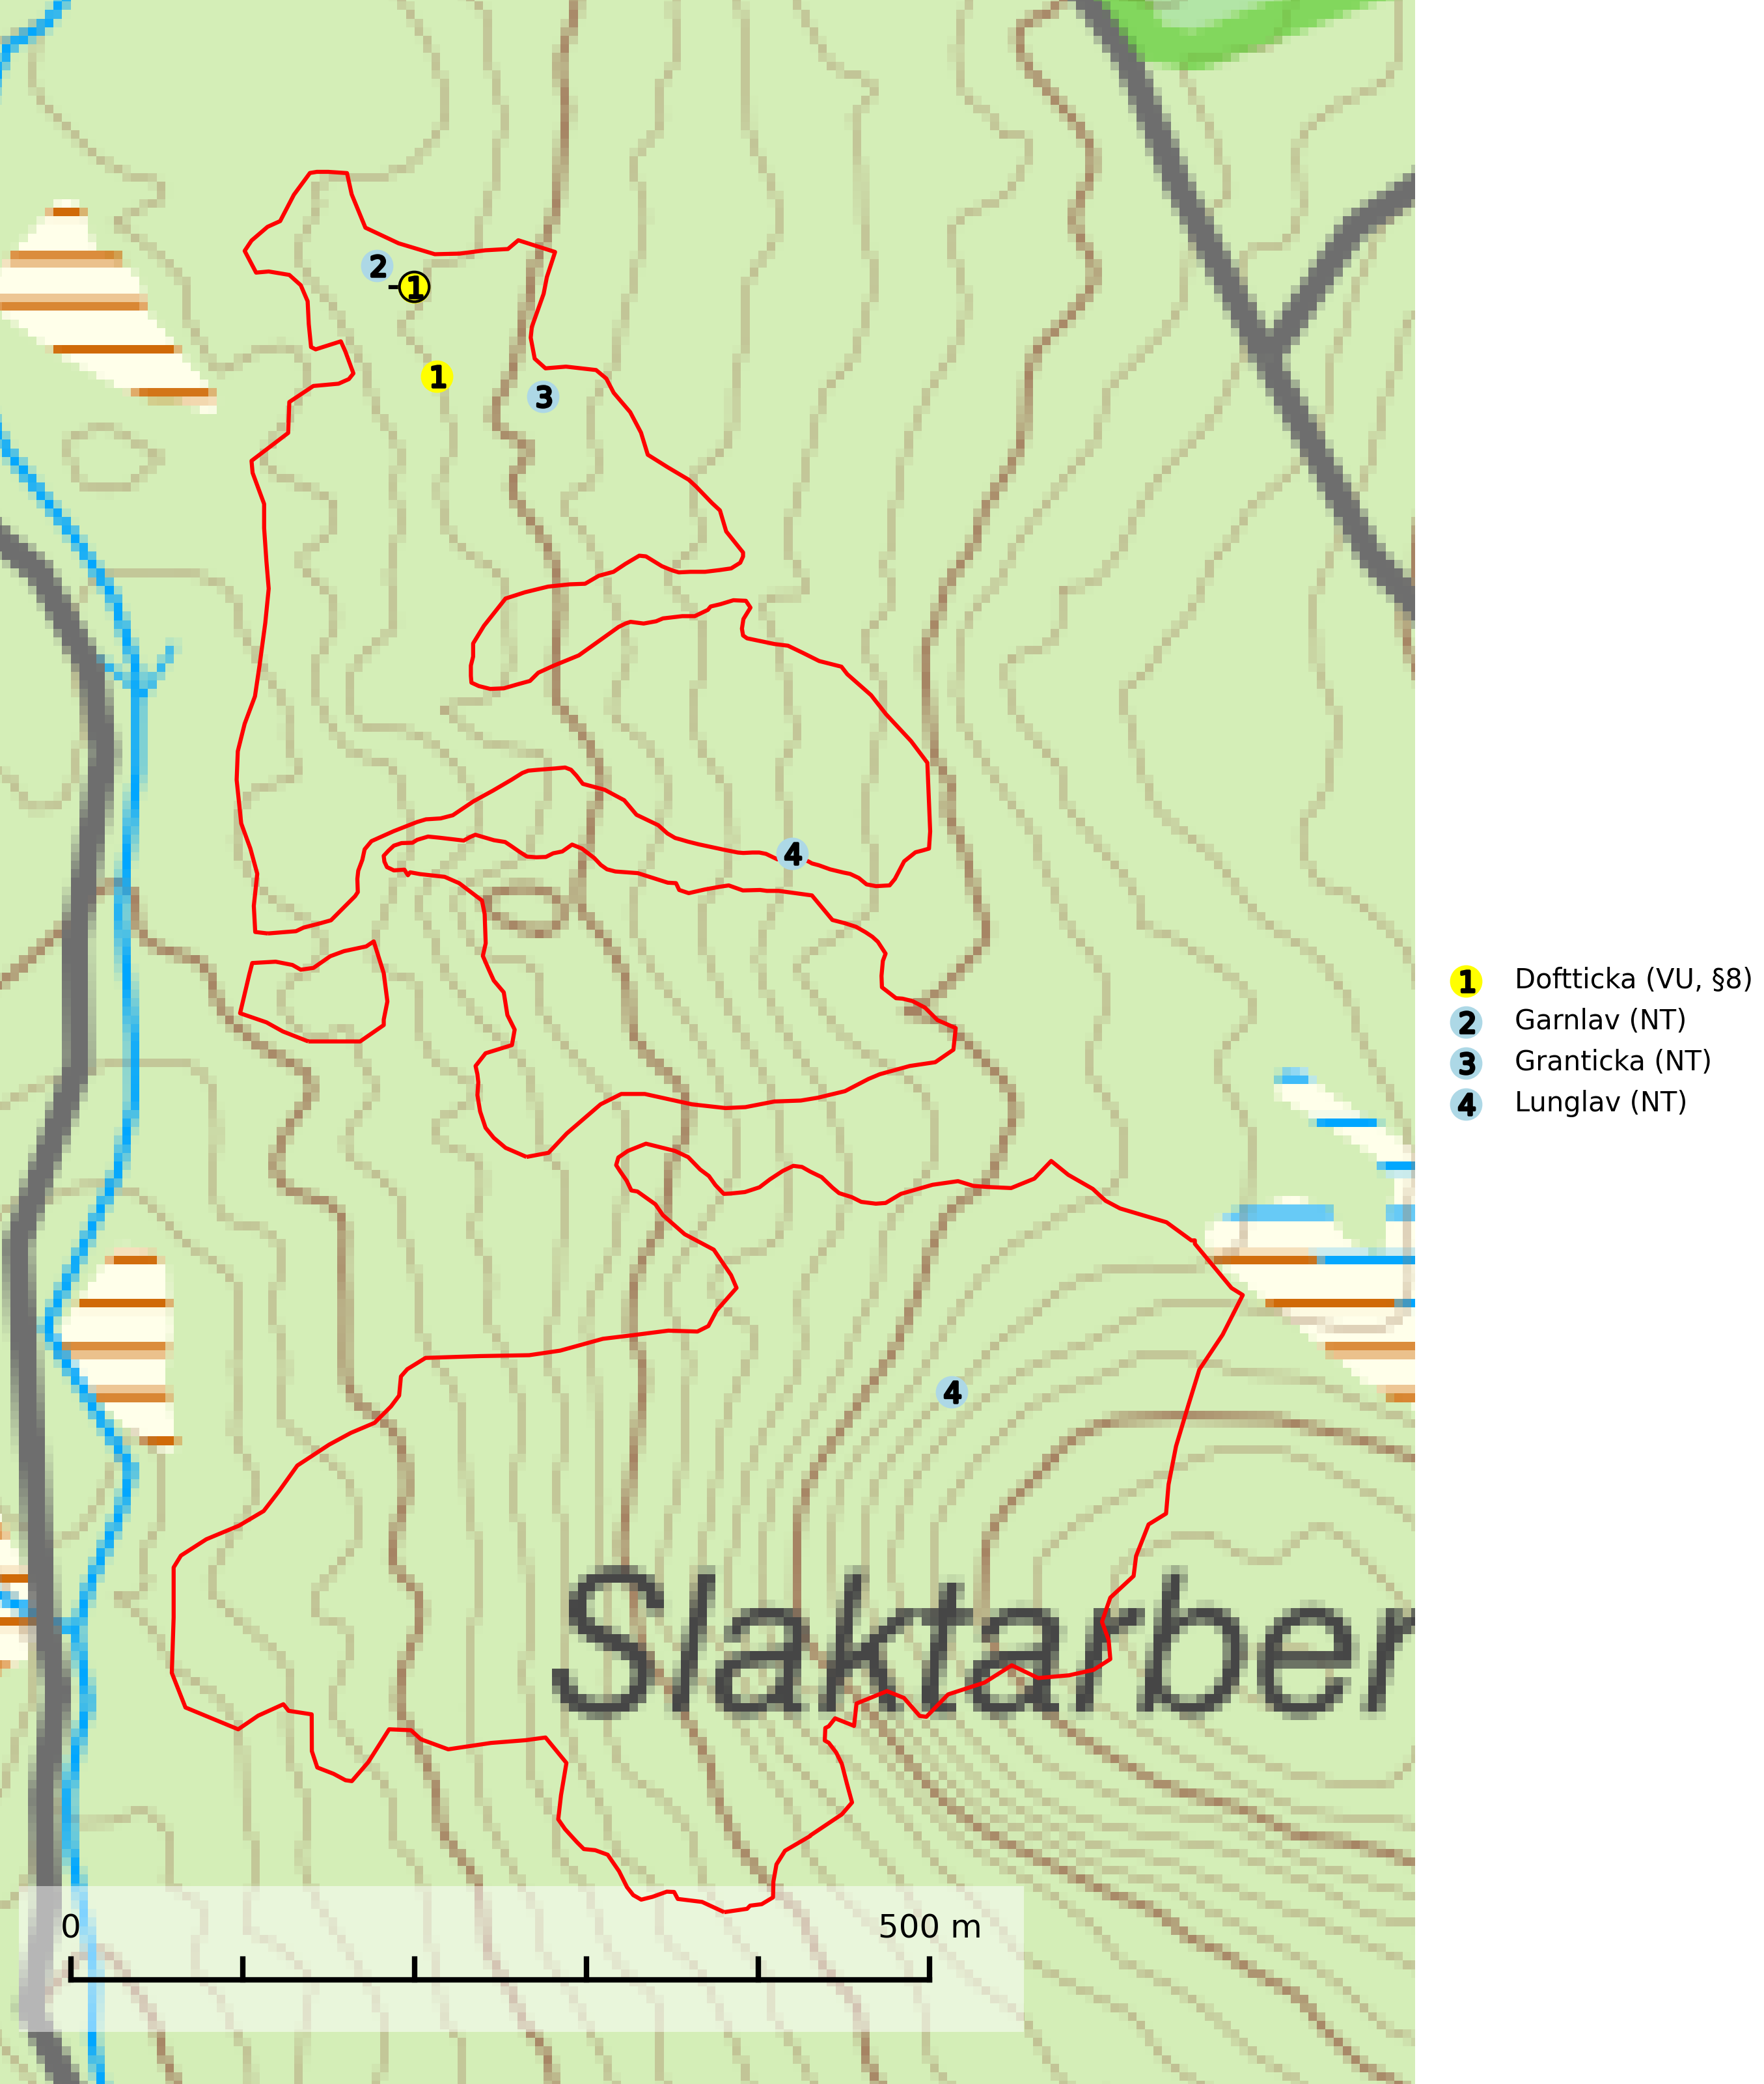 2
1
1
3
4
4
Slaktarber
0 500 m
1 Doftticka (VU, §8)
2 Garnlav (NT)
3 Granticka (NT)
4 Lunglav (NT)